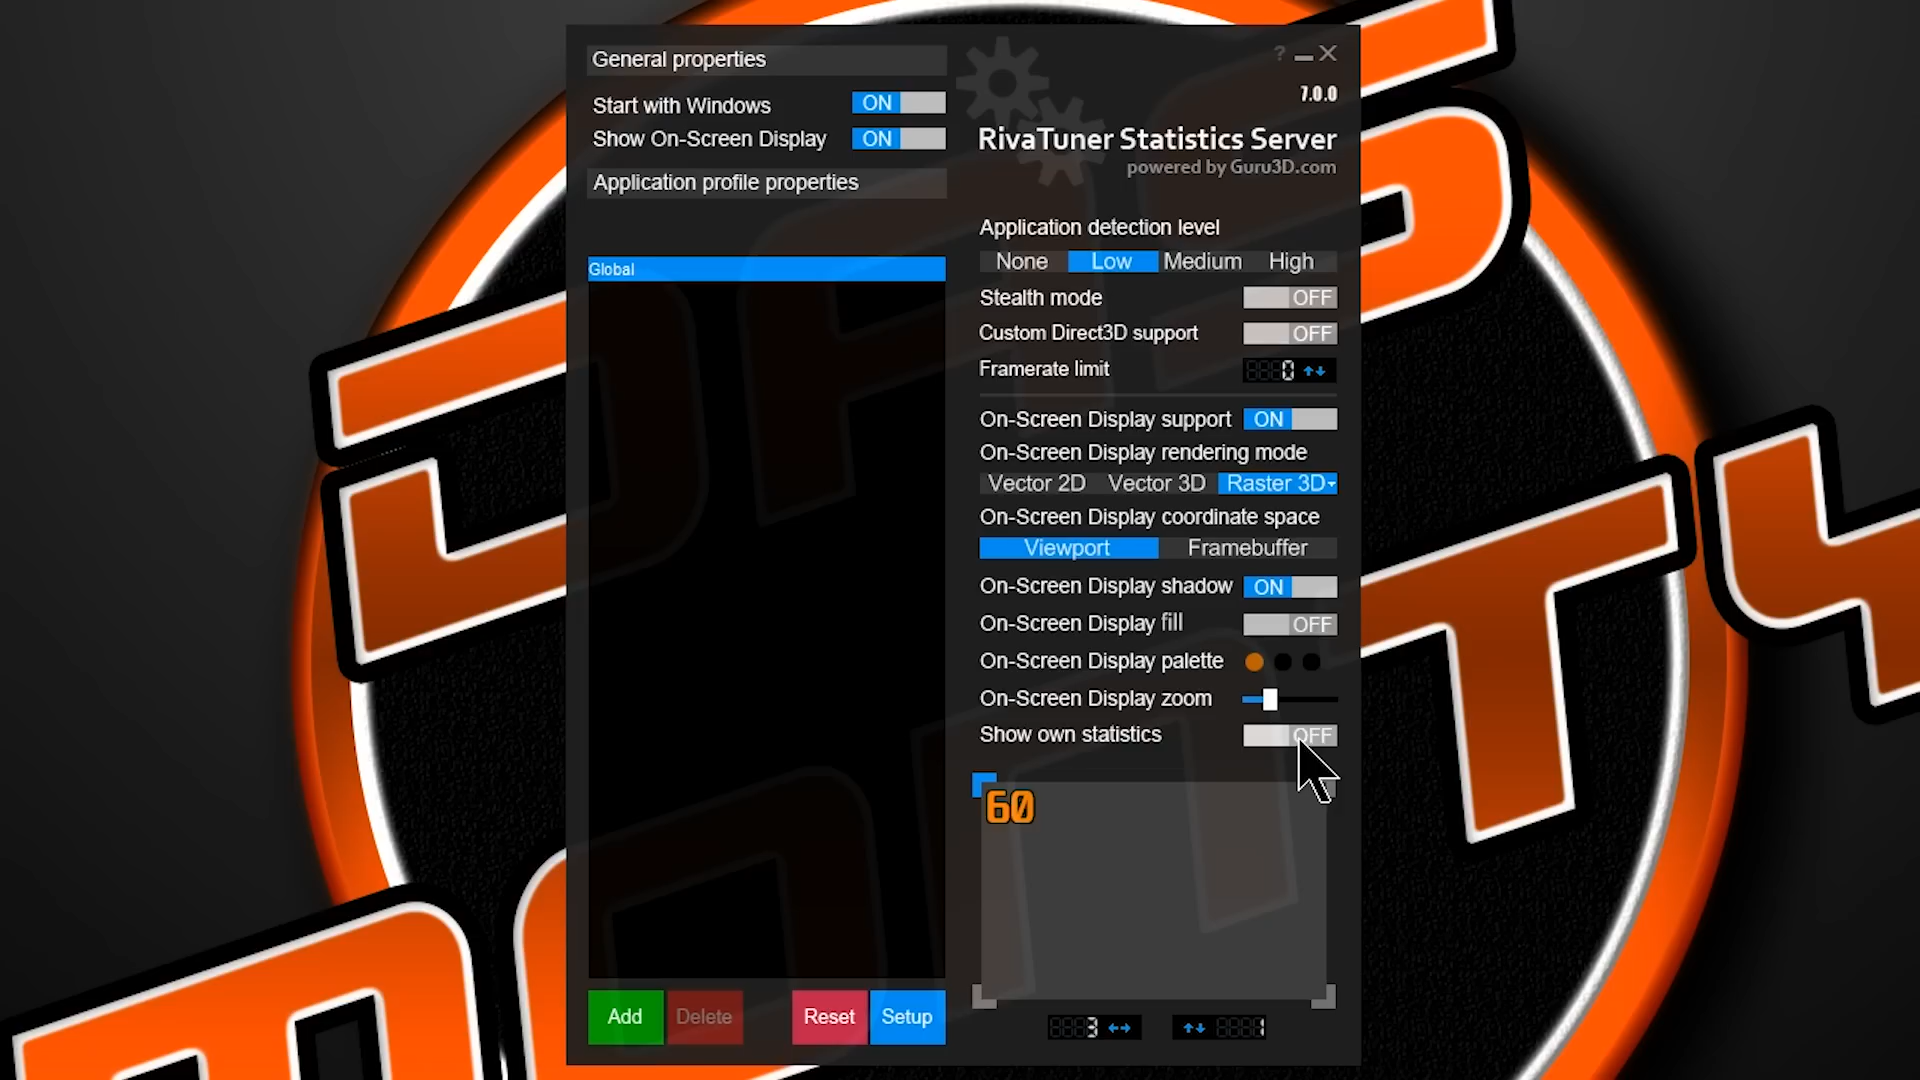 General properties
Start with Windows ON
Show On-Screen Display ON
Application profile properties
Global
Add Delete Reset Setup
?
7.0.0
RivaTuner Statistics Server
powered by Guru3D.com
Application detection level
None Low Medium High
Stealth mode OFF
Custom Direct3D support OFF
Framerate limit 0
On-Screen Display support ON
On-Screen Display rendering mode
Vector 2D Vector 3D Raster 3D
On-Screen Display coordinate space
Viewport Framebuffer
On-Screen Display shadow ON
On-Screen Display fill OFF
On-Screen Display palette
On-Screen Display zoom
Show own statistics OFF
60
3 1